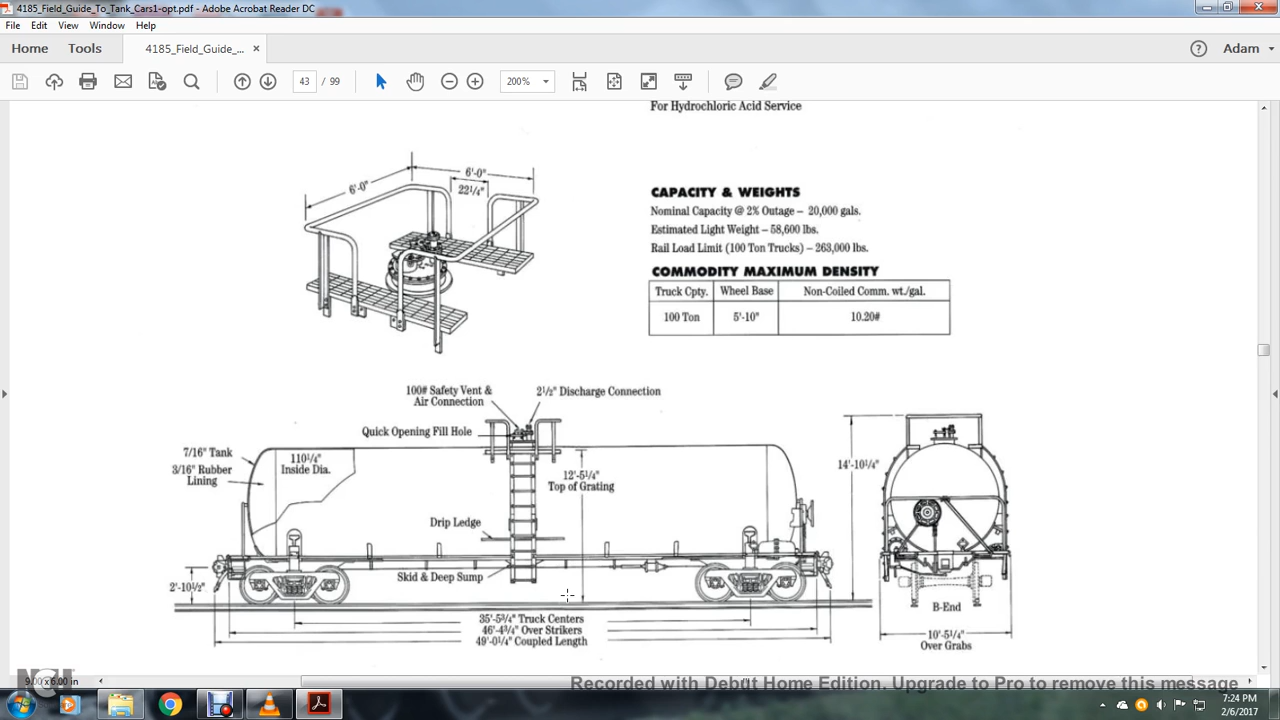 4185_Field_Guide_To_Tank_Cars1-opt.pdf - Adobe Acrobat Reader DC
File Edit View Window Help
Home Tools 4185_Field_Guide_... × Adam
43 / 99 200%
For Hydrochloric Acid Service
6'-0" 6'-0"
22¼"
CAPACITY & WEIGHTS
Nominal Capacity @ 2% Outage – 20,000 gals.
Estimated Light Weight – 58,600 lbs.
Rail Load Limit (100 Ton Trucks) – 263,000 lbs.
COMMODITY MAXIMUM DENSITY
Truck Cpty. Wheel Base Non-Coiled Comm. wt./gal.
100 Ton 5'-10" 10.20#
100# Safety Vent &
Air Connection
2½" Discharge Connection
Quick Opening Fill Hole
7/16" Tank
3/16" Rubber
Lining
110¼"
Inside Dia.
12'-5¼"
Top of Grating
14'-10¼"
Drip Ledge
Skid & Deep Sump
2'-10½"
B-End
35'-5¾" Truck Centers
46'-4¾" Over Strikers
49'-0¼" Coupled Length
10'-5¼"
Over Grabs
9.00 x 6.00 in
Recorded with Debut Home Edition. Upgrade to Pro to remove this message
7:24 PM
2/6/2017